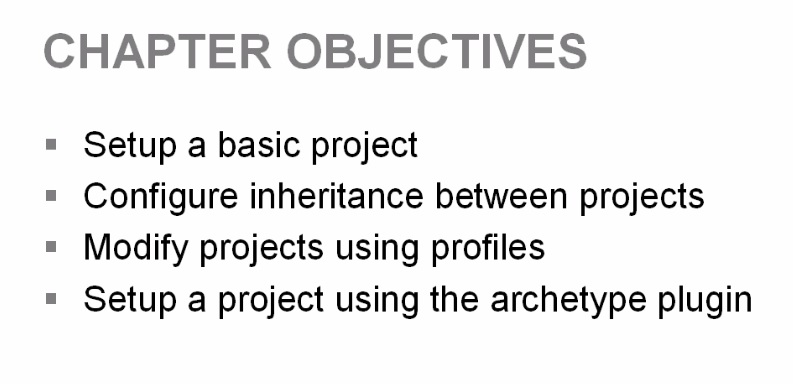 CHAPTER OBJECTIVES
▪ Setup a basic project
▪ Configure inheritance between projects
▪ Modify projects using profiles
▪ Setup a project using the archetype plugin